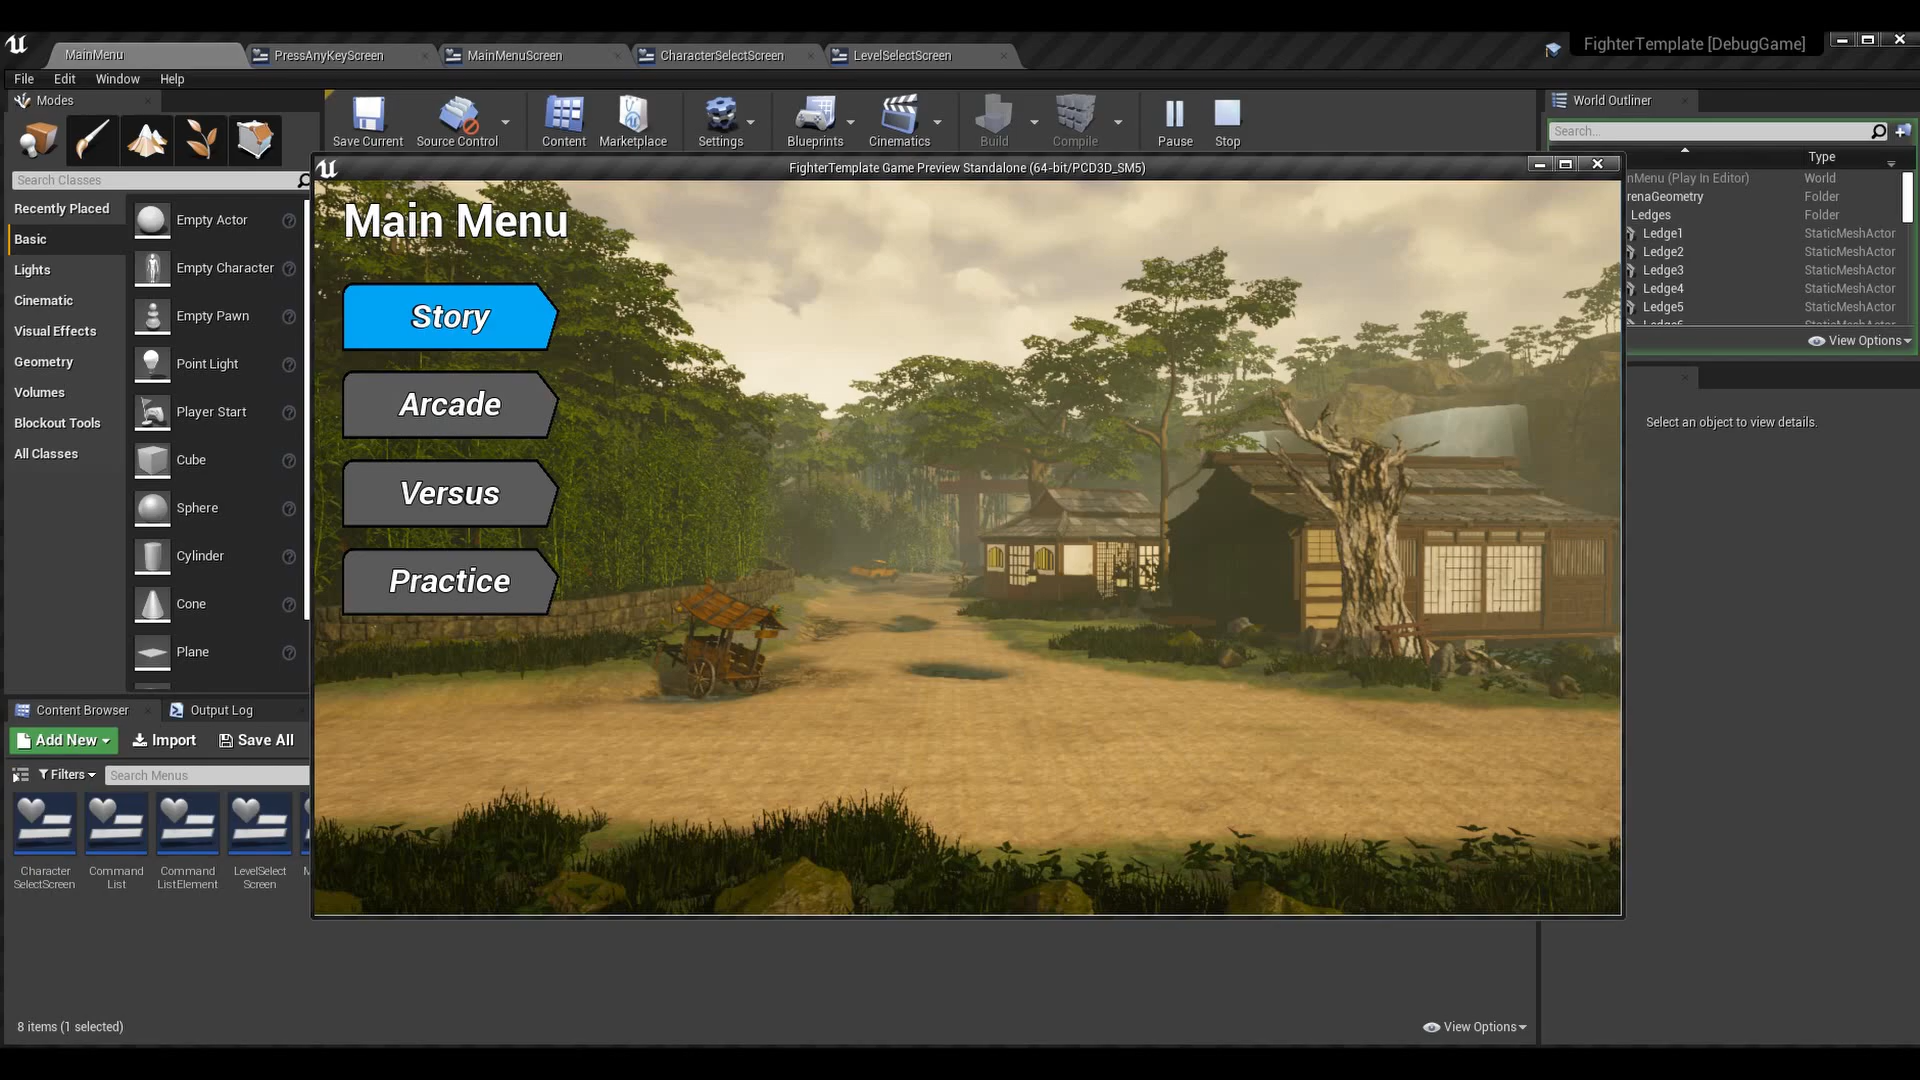 MainMenu
PressAnyKeyScreen
MainMenuScreen
CharacterSelectScreen
LevelSelectScreen
FighterTemplate [DebugGame]
File Edit Window Help
Modes
Save Current
Source Control
Content
Marketplace
Settings
Blueprints
Cinematics
Build
Compile
Pause
Stop
World Outliner
Search...
Type
nMenu (Play In Editor) World
renaGeometry Folder
Ledges Folder
Ledge1 StaticMeshActor
Ledge2 StaticMeshActor
Ledge3 StaticMeshActor
Ledge4 StaticMeshActor
Ledge5 StaticMeshActor
View Options
Select an object to view details.
Search Classes
Recently Placed
Basic
Lights
Cinematic
Visual Effects
Geometry
Volumes
Blockout Tools
All Classes
Empty Actor
Empty Character
Empty Pawn
Point Light
Player Start
Cube
Sphere
Cylinder
Cone
Plane
FighterTemplate Game Preview Standalone (64-bit/PCD3D_SM5)
Main Menu
Story
Arcade
Versus
Practice
Content Browser
Output Log
Add New
Import
Save All
Filters
Search Menus
Character
SelectScreen
Command
List
Command
ListElement
LevelSelect
Screen
8 items (1 selected)
View Options